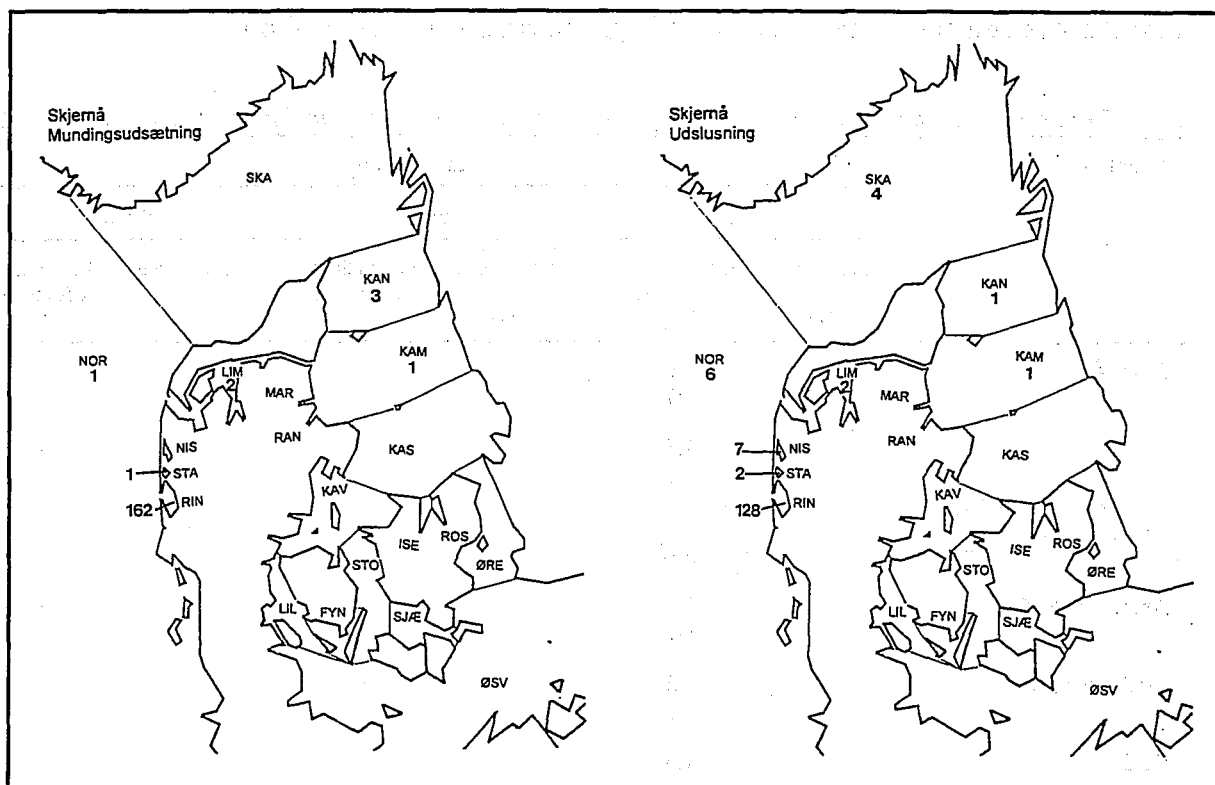 Skjernå
Mundingsudsætning
SKA
KAN
3
NOR
1
KAM
1
LIM
2
MAR
RAN
NIS
KAS
1 STA
162 RIN
KAV
ISE
ROS
STO
ØRE
LIL
FYN
SJÆ
ØSV
Skjernå
Udslusning
SKA
4
KAN
1
NOR
6
KAM
1
LIM
2
MAR
RAN
7 NIS
KAS
2 STA
128 RIN
KAV
ISE
ROS
STO
ØRE
LIL
FYN
SJÆ
ØSV